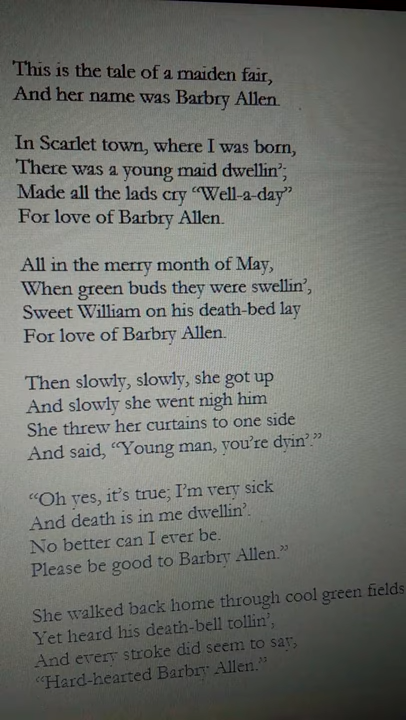 This is the tale of a maiden fair,
And her name was Barbry Allen.
In Scarlet town, where I was born,
There was a young maid dwellin’;
Made all the lads cry “Well-a-day”
For love of Barbry Allen.
All in the merry month of May,
When green buds they were swellin’,
Sweet William on his death-bed lay
For love of Barbry Allen.
Then slowly, slowly, she got up
And slowly she went nigh him
She threw her curtains to one side
And said, “Young man, you’re dyin’.”
“Oh yes, it’s true; I’m very sick
And death is in me dwellin’.
No better can I ever be.
Please be good to Barbry Allen.”
She walked back home through cool green fields
Yet heard his death-bell tollin’,
And every stroke did seem to say,
“Hard-hearted Barbry Allen.”